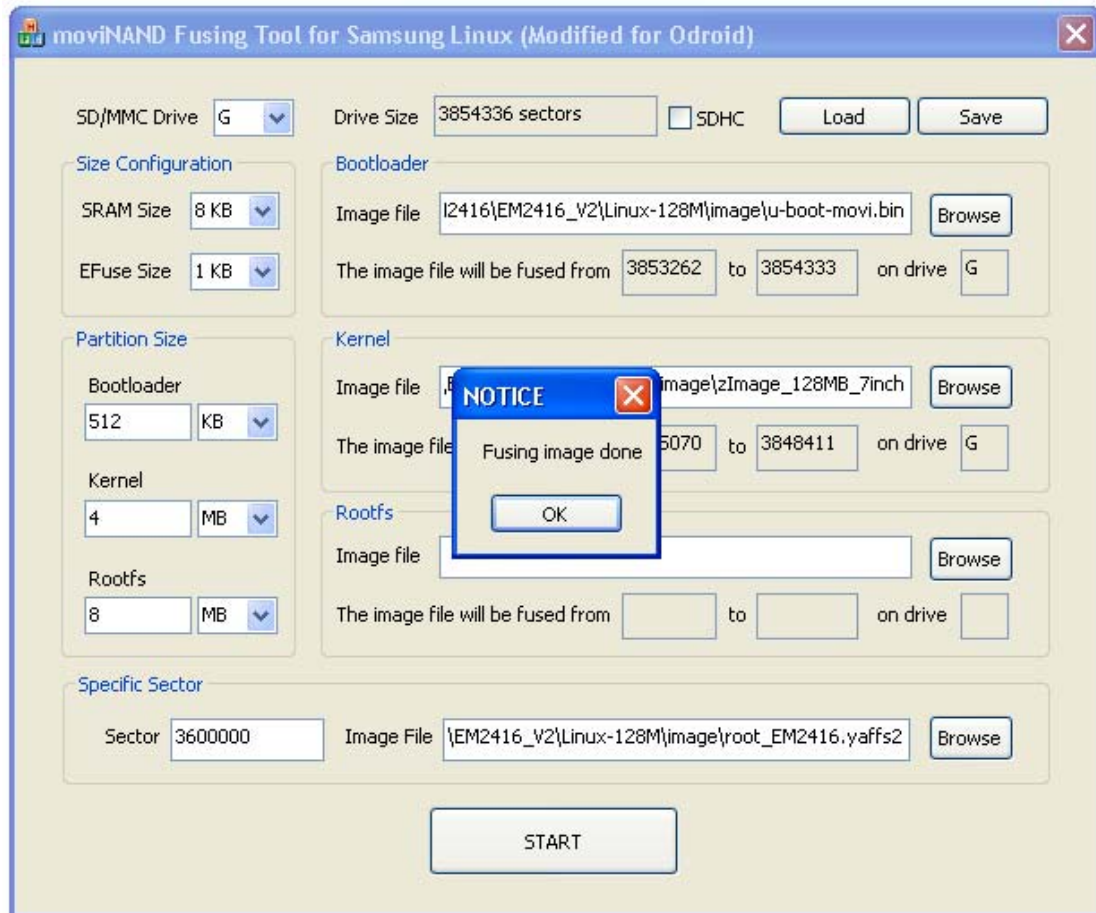 moviNAND Fusing Tool for Samsung Linux (Modified for Odroid)
SD/MMC Drive G Drive Size 3854336 sectors SDHC Load Save
Size Configuration
SRAM Size 8 KB
EFuse Size 1 KB
Bootloader
Image file I2416\EM2416_V2\Linux-128M\image\u-boot-movi.bin Browse
The image file will be fused from 3853262 to 3854333 on drive G
Partition Size
Bootloader
512 KB
Kernel
4 MB
Rootfs
8 MB
Kernel
Image file image\zImage_128MB_7inch Browse
The image file 5070 to 3848411 on drive G
NOTICE
Fusing image done
OK
Rootfs
Image file Browse
The image file will be fused from to on drive
Specific Sector
Sector 3600000 Image File \EM2416_V2\Linux-128M\image\root_EM2416.yaffs2 Browse
START